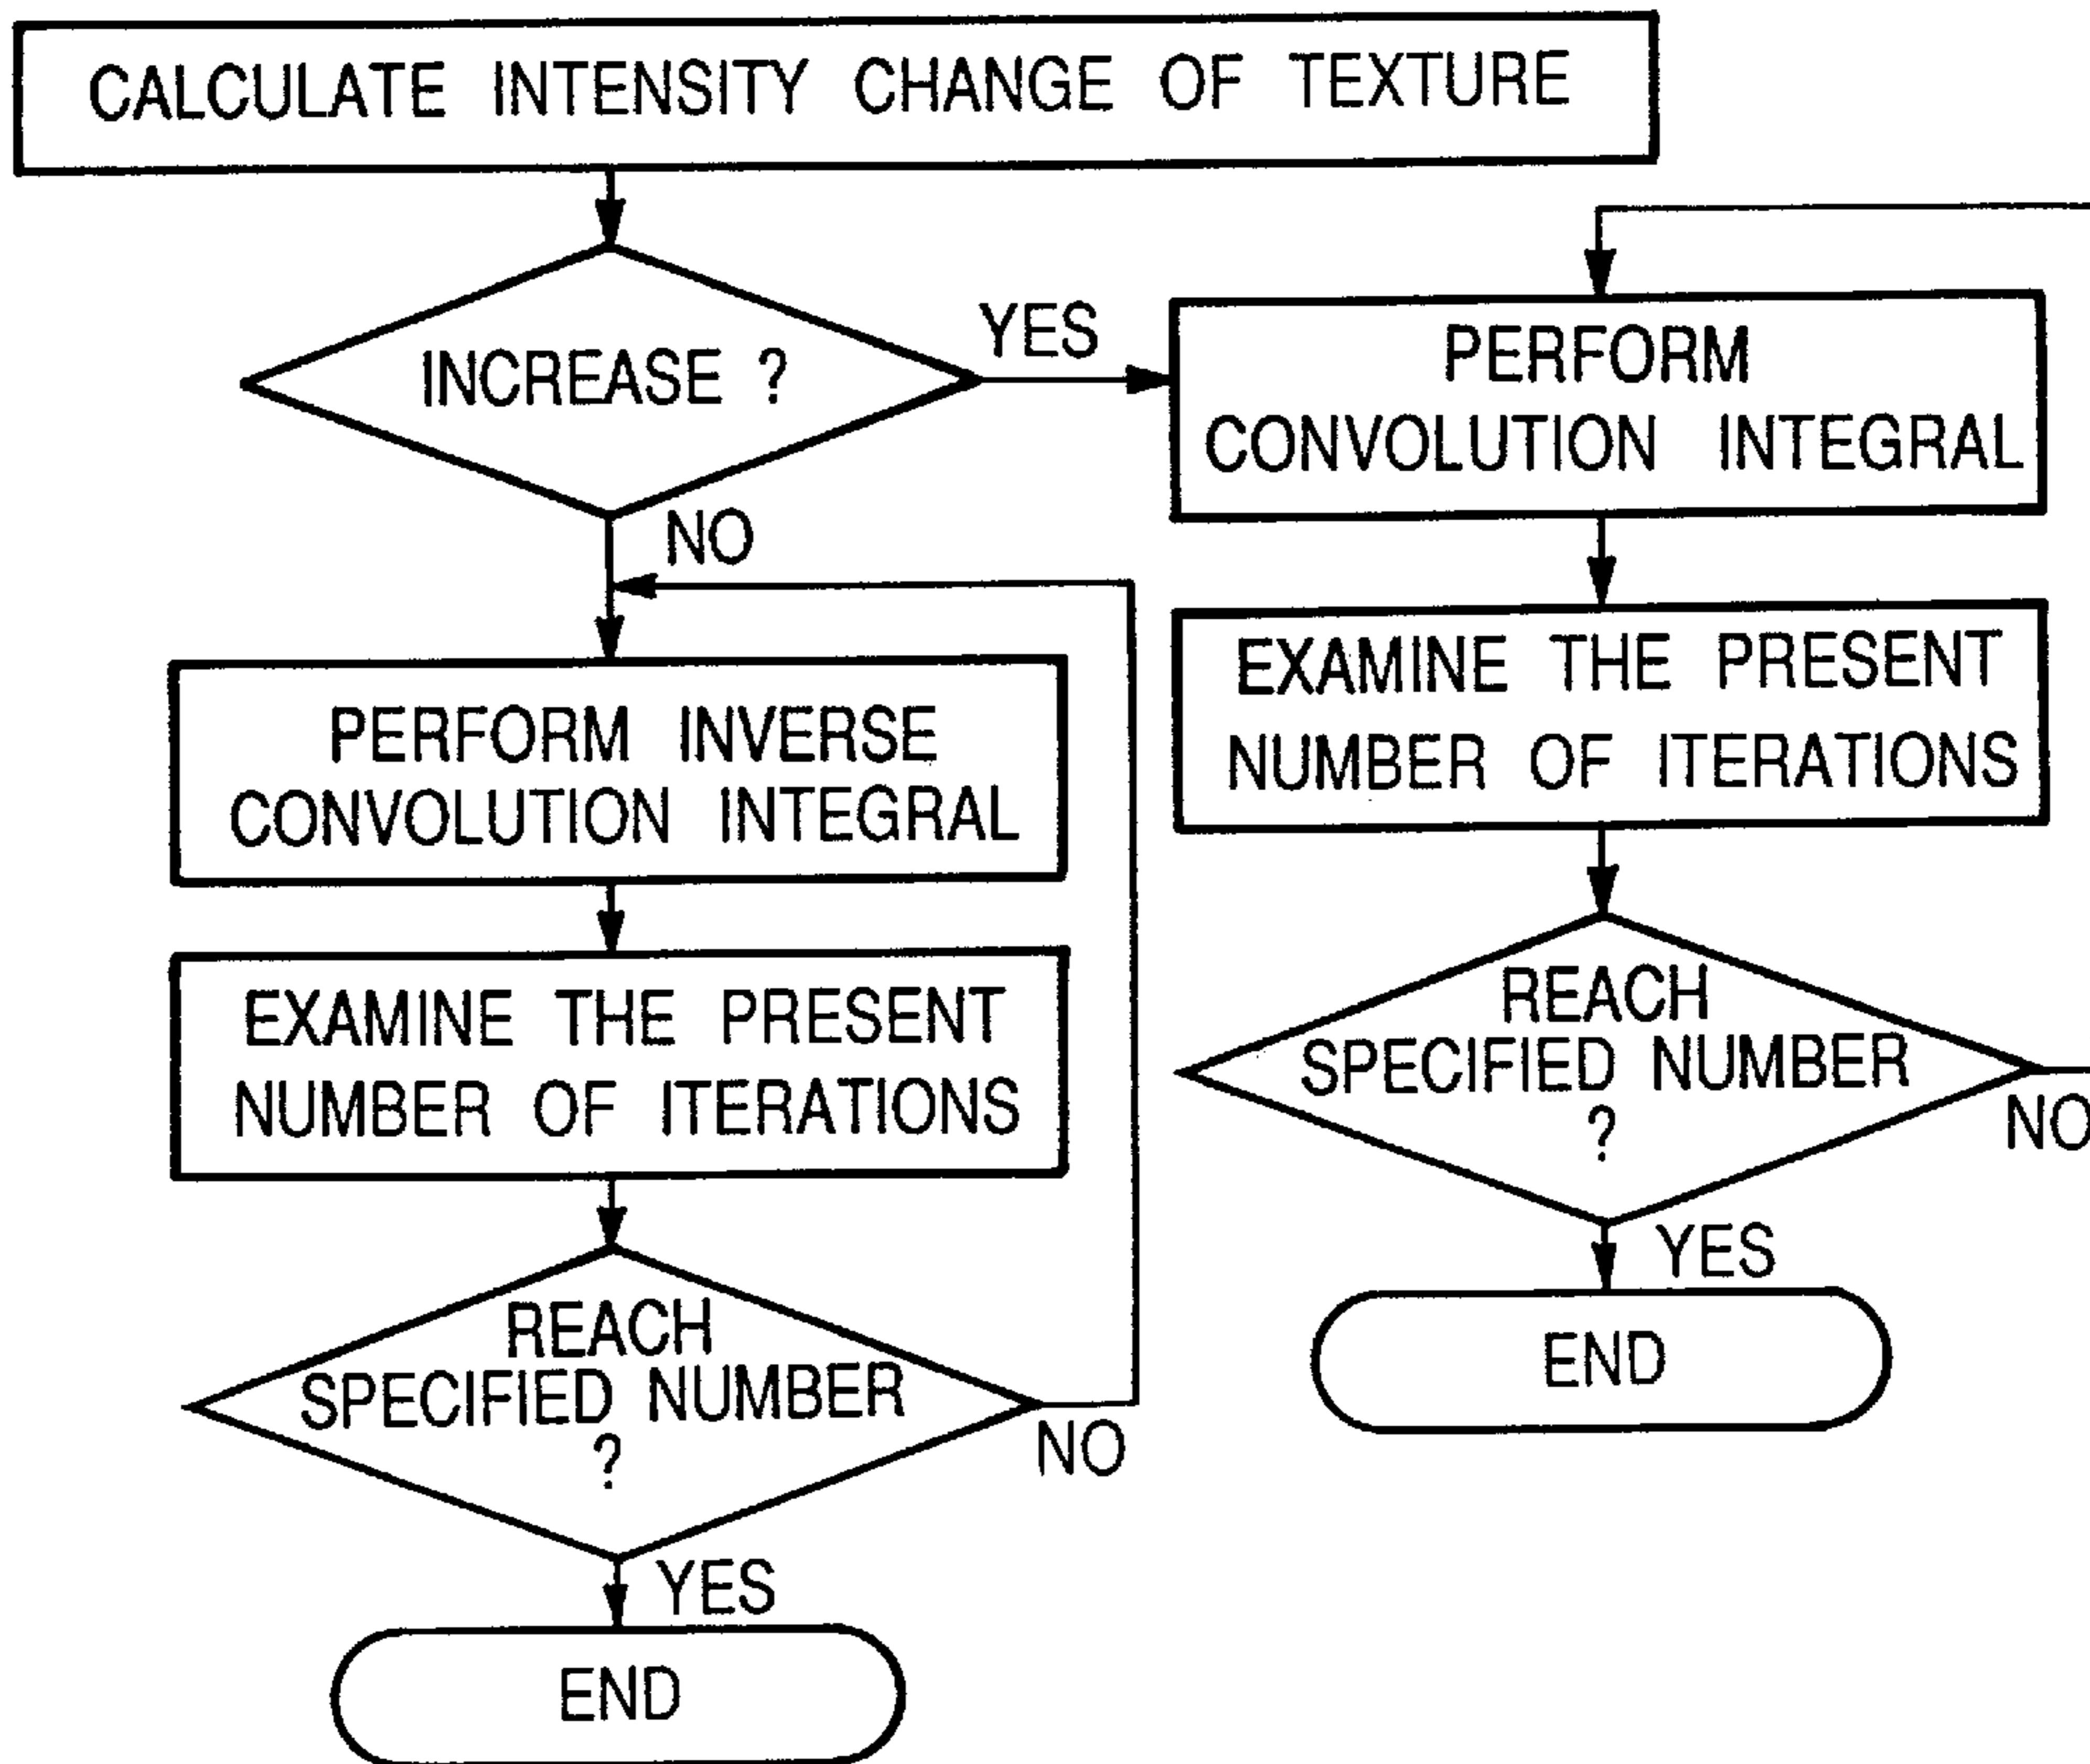 CALCULATE INTENSITY CHANGE OF TEXTURE
INCREASE ?
YES
NO
PERFORM INVERSE
CONVOLUTION INTEGRAL
EXAMINE THE PRESENT
NUMBER OF ITERATIONS
REACH
SPECIFIED NUMBER
?
NO
YES
END
PERFORM
CONVOLUTION INTEGRAL
EXAMINE THE PRESENT
NUMBER OF ITERATIONS
REACH
SPECIFIED NUMBER
?
NO
YES
END